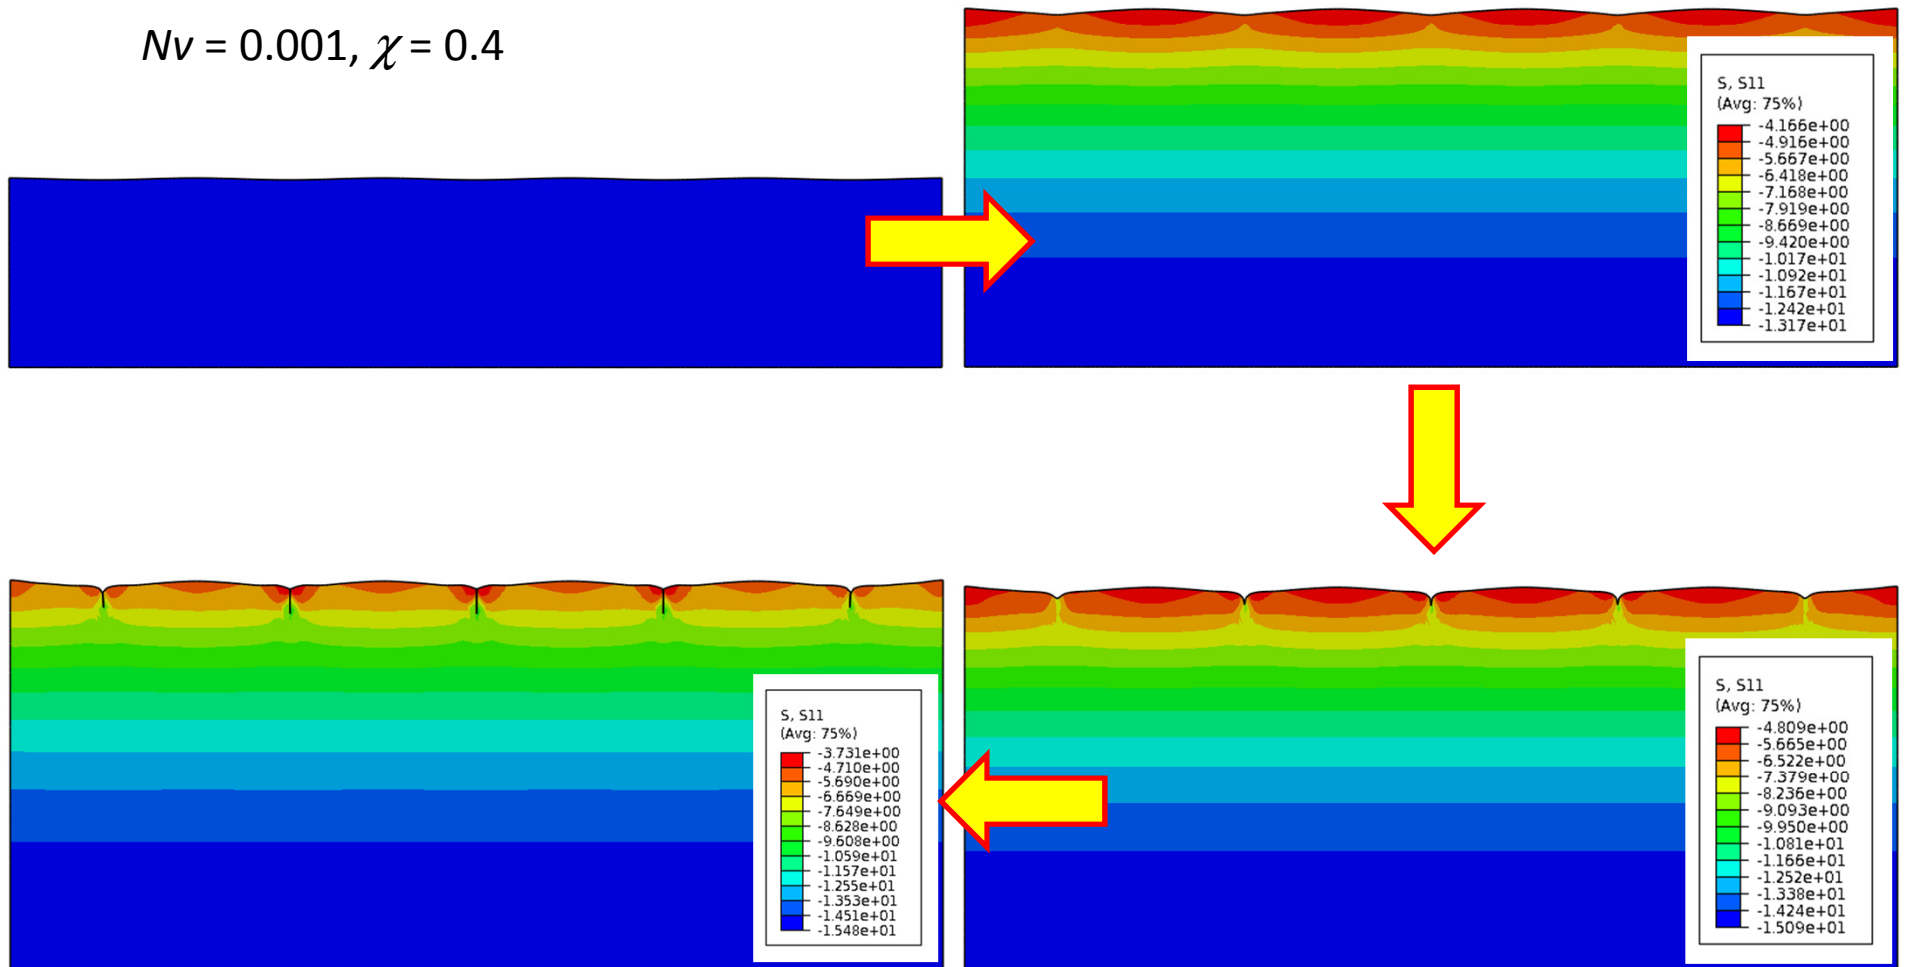 Nv = 0.001, χ = 0.4
S, S11
(Avg: 75%)
-4.166e+00
-4.916e+00
-5.667e+00
-6.418e+00
-7.168e+00
-7.919e+00
-8.669e+00
-9.420e+00
-1.017e+01
-1.092e+01
-1.167e+01
-1.242e+01
-1.317e+01
S, S11
(Avg: 75%)
-3.731e+00
-4.710e+00
-5.690e+00
-6.669e+00
-7.649e+00
-8.628e+00
-9.608e+00
-1.059e+01
-1.157e+01
-1.255e+01
-1.353e+01
-1.451e+01
-1.548e+01
S, S11
(Avg: 75%)
-4.809e+00
-5.665e+00
-6.522e+00
-7.379e+00
-8.236e+00
-9.093e+00
-9.950e+00
-1.081e+01
-1.166e+01
-1.252e+01
-1.338e+01
-1.424e+01
-1.509e+01